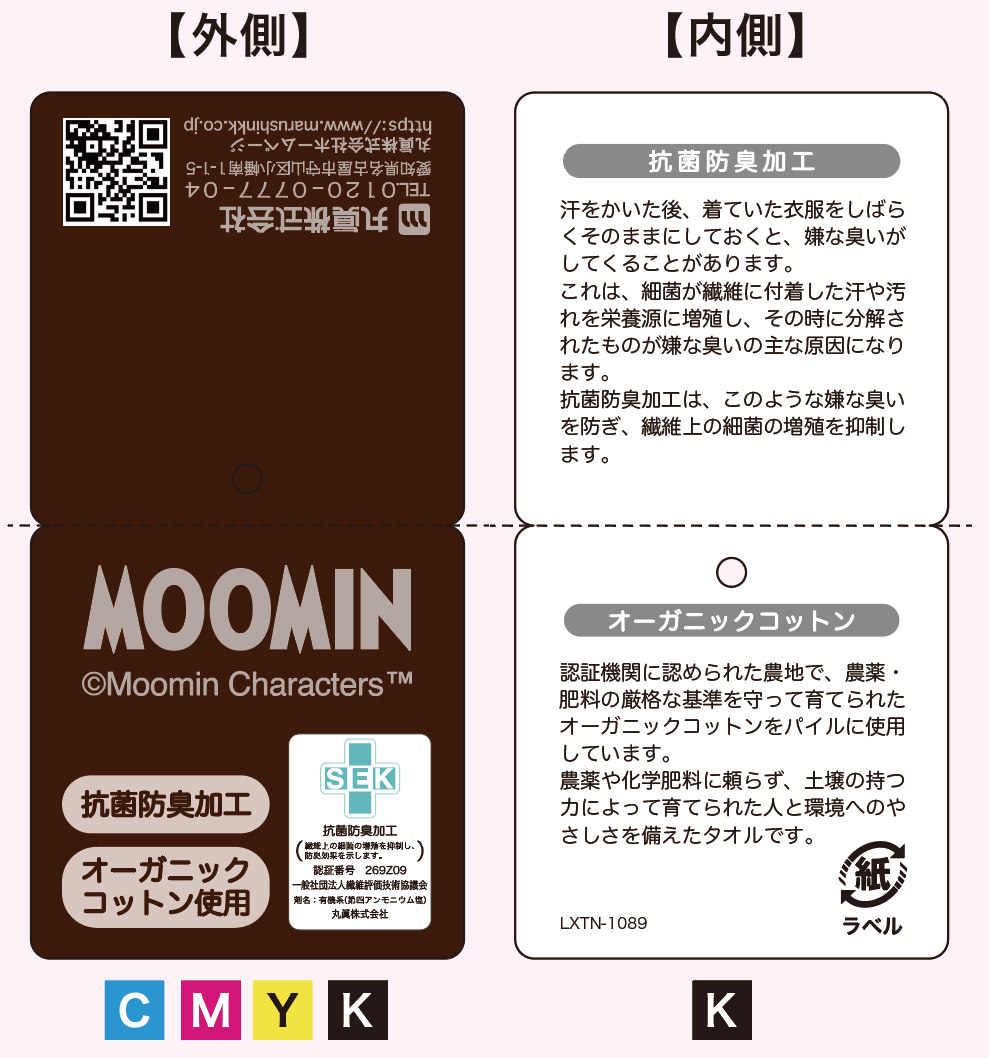 【外側】
【内側】
丸眞株式会社
TEL0120-0777-04
愛知県名古屋市守山区小幡南1-1-5
丸眞株式会社ホームページ
https://www.marushinkk.co.jp
MOOMIN
©Moomin Characters™
抗菌防臭加工
オーガニック
コットン使用
SEK
抗菌防臭加工
(繊維上の細菌の増殖を抑制し、
防臭効果を示します。)
認証番号 269Z09
一般社団法人繊維評価技術協議会
剤名：有機系(第四アンモニウム塩)
丸眞株式会社
抗菌防臭加工
汗をかいた後、着ていた衣服をしばら
くそのままにしておくと、嫌な臭いが
してくることがあります。
これは、細菌が繊維に付着した汗や汚
れを栄養源に増殖し、その時に分解さ
れたものが嫌な臭いの主な原因になり
ます。
抗菌防臭加工は、このような嫌な臭い
を防ぎ、繊維上の細菌の増殖を抑制し
ます。
オーガニックコットン
認証機関に認められた農地で、農薬・
肥料の厳格な基準を守って育てられた
オーガニックコットンをパイルに使用
しています。
農薬や化学肥料に頼らず、土壌の持つ
力によって育てられた人と環境へのや
さしさを備えたタオルです。
紙
ラベル
LXTN-1089
C M Y K
K